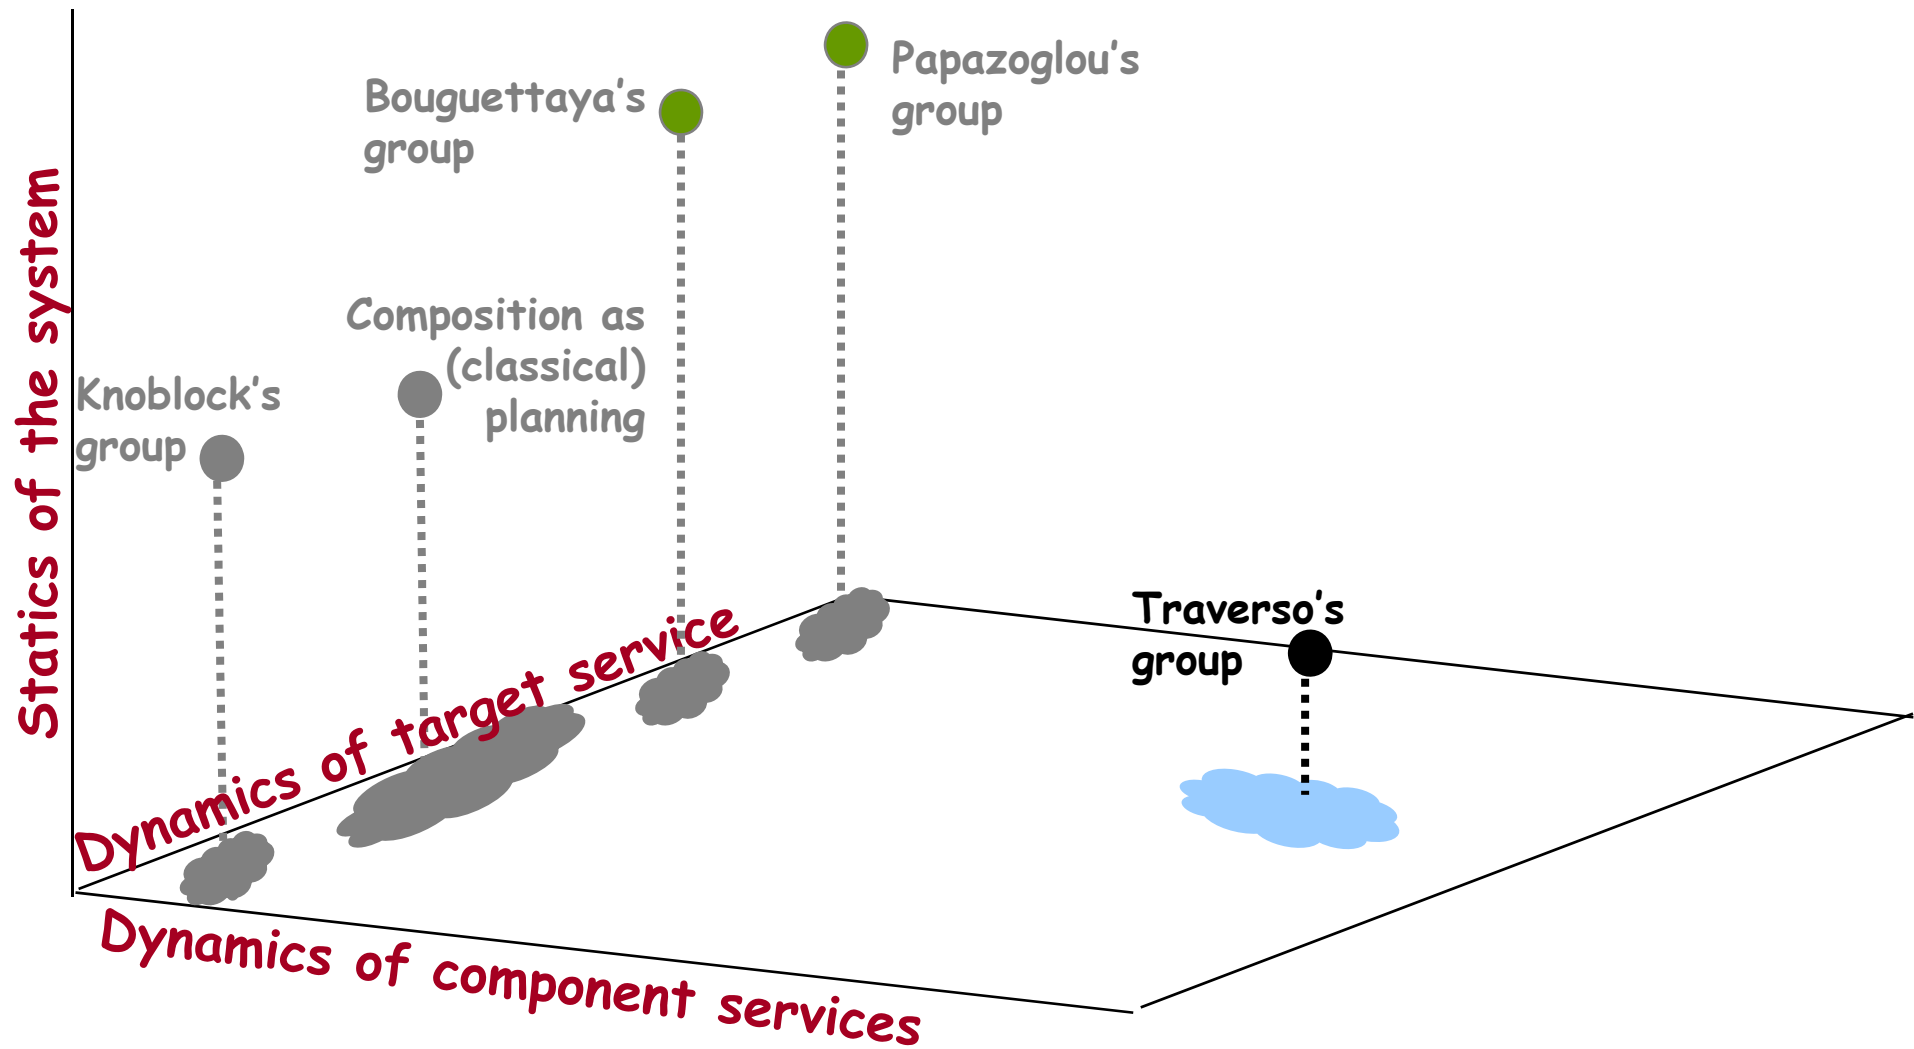 Papazoglou's
group
Bouguettaya's
group
Composition as
(classical)
planning
Knoblock's
group
Traverso's
group
Statics of the system
Dynamics of target service
Dynamics of component services